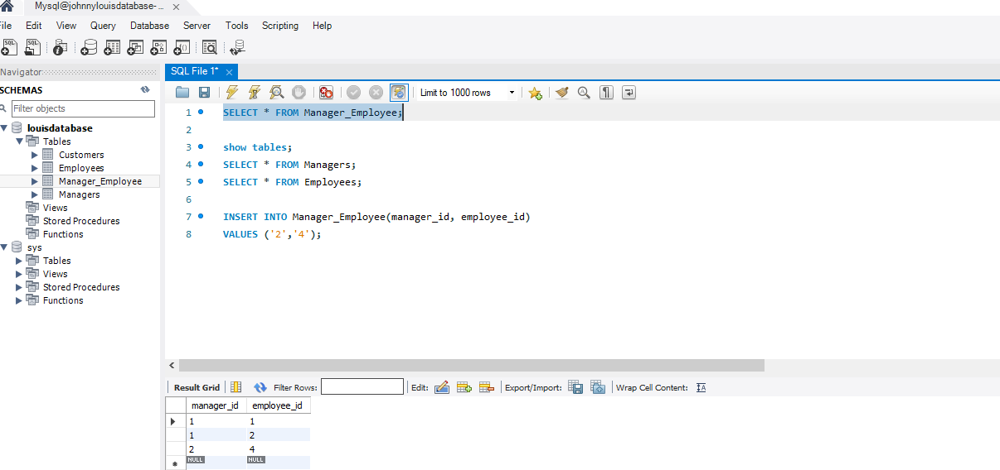 Mysql@johnnylouisdatabase-...
File Edit View Query Database Server Tools Scripting Help
Navigator
SQL File 1*
SCHEMAS
Filter objects
louisdatabase
Tables
Customers
Employees
Manager_Employee
Managers
Views
Stored Procedures
Functions
sys
Tables
Views
Stored Procedures
Functions
Limit to 1000 rows
1 SELECT * FROM Manager_Employee;
2
3 show tables;
4 SELECT * FROM Managers;
5 SELECT * FROM Employees;
6
7 INSERT INTO Manager_Employee(manager_id, employee_id)
8 VALUES ('2','4');
Result Grid Filter Rows: Edit: Export/Import: Wrap Cell Content:
manager_id employee_id
1 1
1 2
2 4
NULL NULL